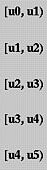 [u0, u1)
[u1, u2)
[u2, u3)
[u3, u4)
[u4, u5)